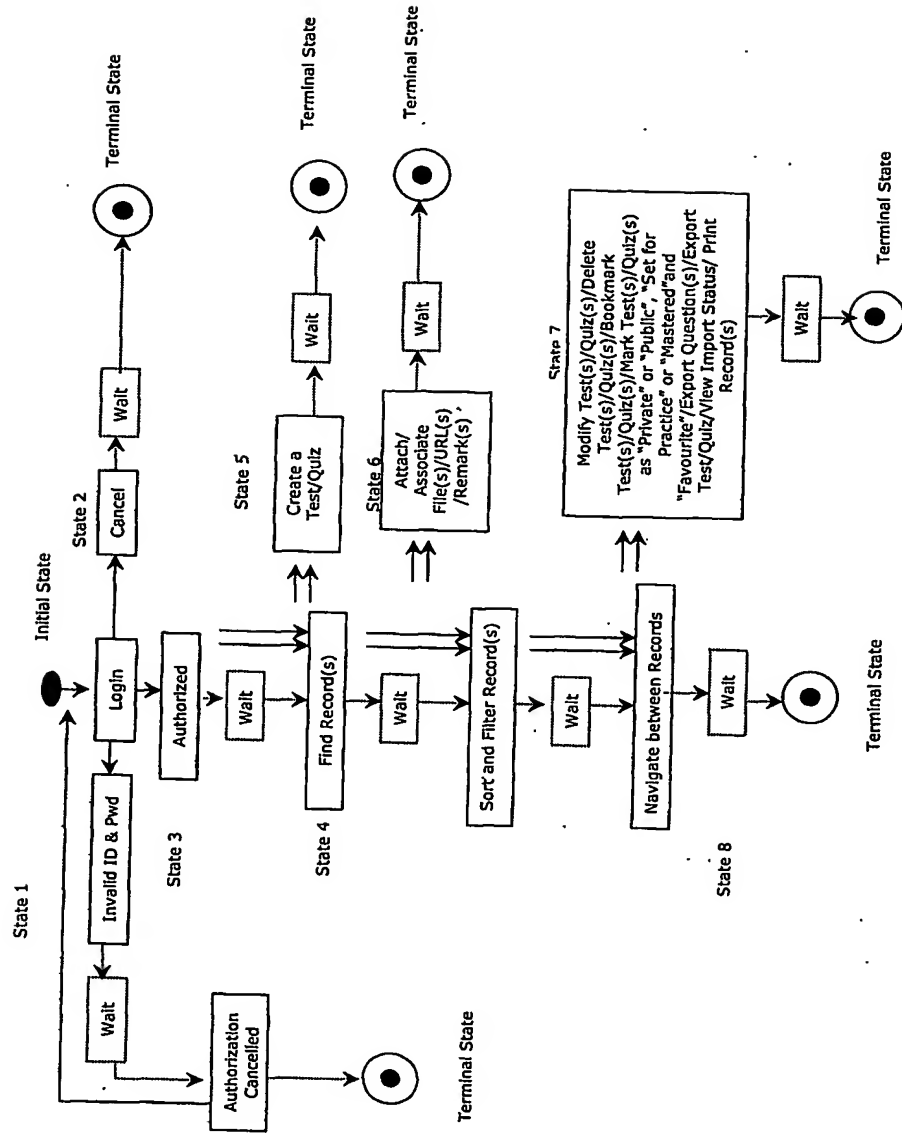 Initial State
State 1
Login
State 2
Cancel
Wait
Terminal State
Invalid ID & Pwd
Wait
Authorization
Cancelled
Terminal State
State 3
Authorized
Wait
State 4
Find Record(s)
State 5
Create a
Test/Quiz
Wait
Terminal State
Wait
State 6
Attach/
Associate
File(s)/URL(s)
/Remark(s)
Wait
Terminal State
Sort and Filter Record(s)
Wait
Navigate between Records
State 7
Modify Test(s)/Quiz(s)/Delete
Test(s)/Quiz(s)/Bookmark
Test(s)/Quiz(s)/Mark Test(s)/Quiz(s)
as "Private" or "Public", "Set for
Practice" or "Mastered"and
"Favourite"/Export Question(s)/Export
Test/Quiz/View Import Status/ Print
Record(s)
Wait
Terminal State
State 8
Wait
Terminal State